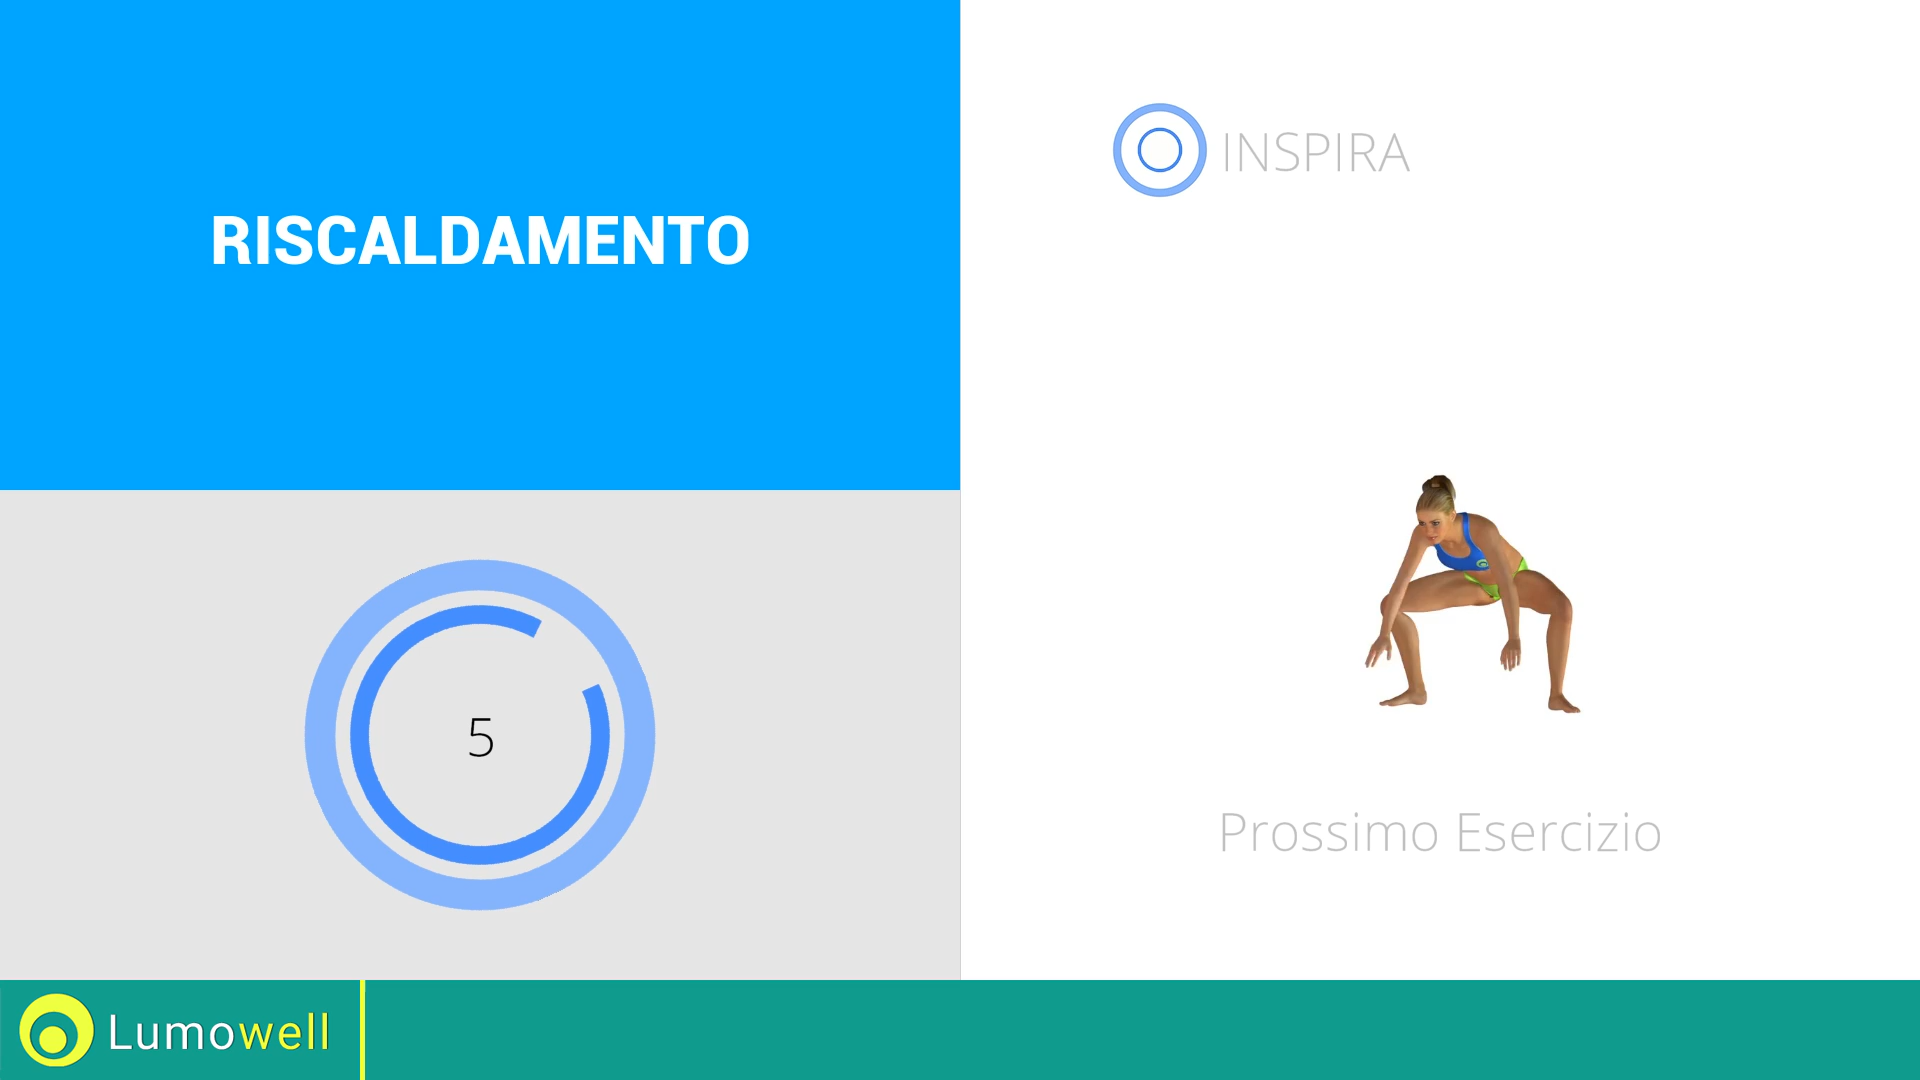 RISCALDAMENTO
5
INSPIRA
Prossimo Esercizio
Lumowell